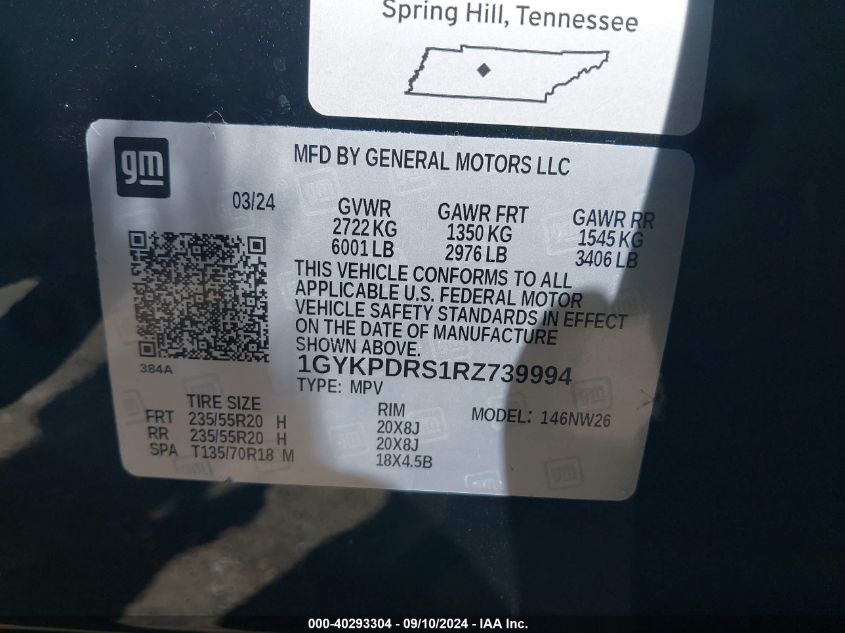 Spring Hill, Tennessee
gm
MFD BY GENERAL MOTORS LLC
03/24
GVWR GAWR FRT GAWR RR
2722 KG 1350 KG 1545 KG
6001 LB 2976 LB 3406 LB
THIS VEHICLE CONFORMS TO ALL
APPLICABLE U.S. FEDERAL MOTOR
VEHICLE SAFETY STANDARDS IN EFFECT
ON THE DATE OF MANUFACTURE
SHOWN ABOVE.
384A
1GYKPDRS1RZ739994
TYPE: MPV
TIRE SIZE RIM MODEL: 146NW26
FRT 235/55R20 H 20X8J
RR 235/55R20 H 20X8J
SPA T135/70R18 M 18X4.5B
000-40293304 - 09/10/2024 - IAA Inc.